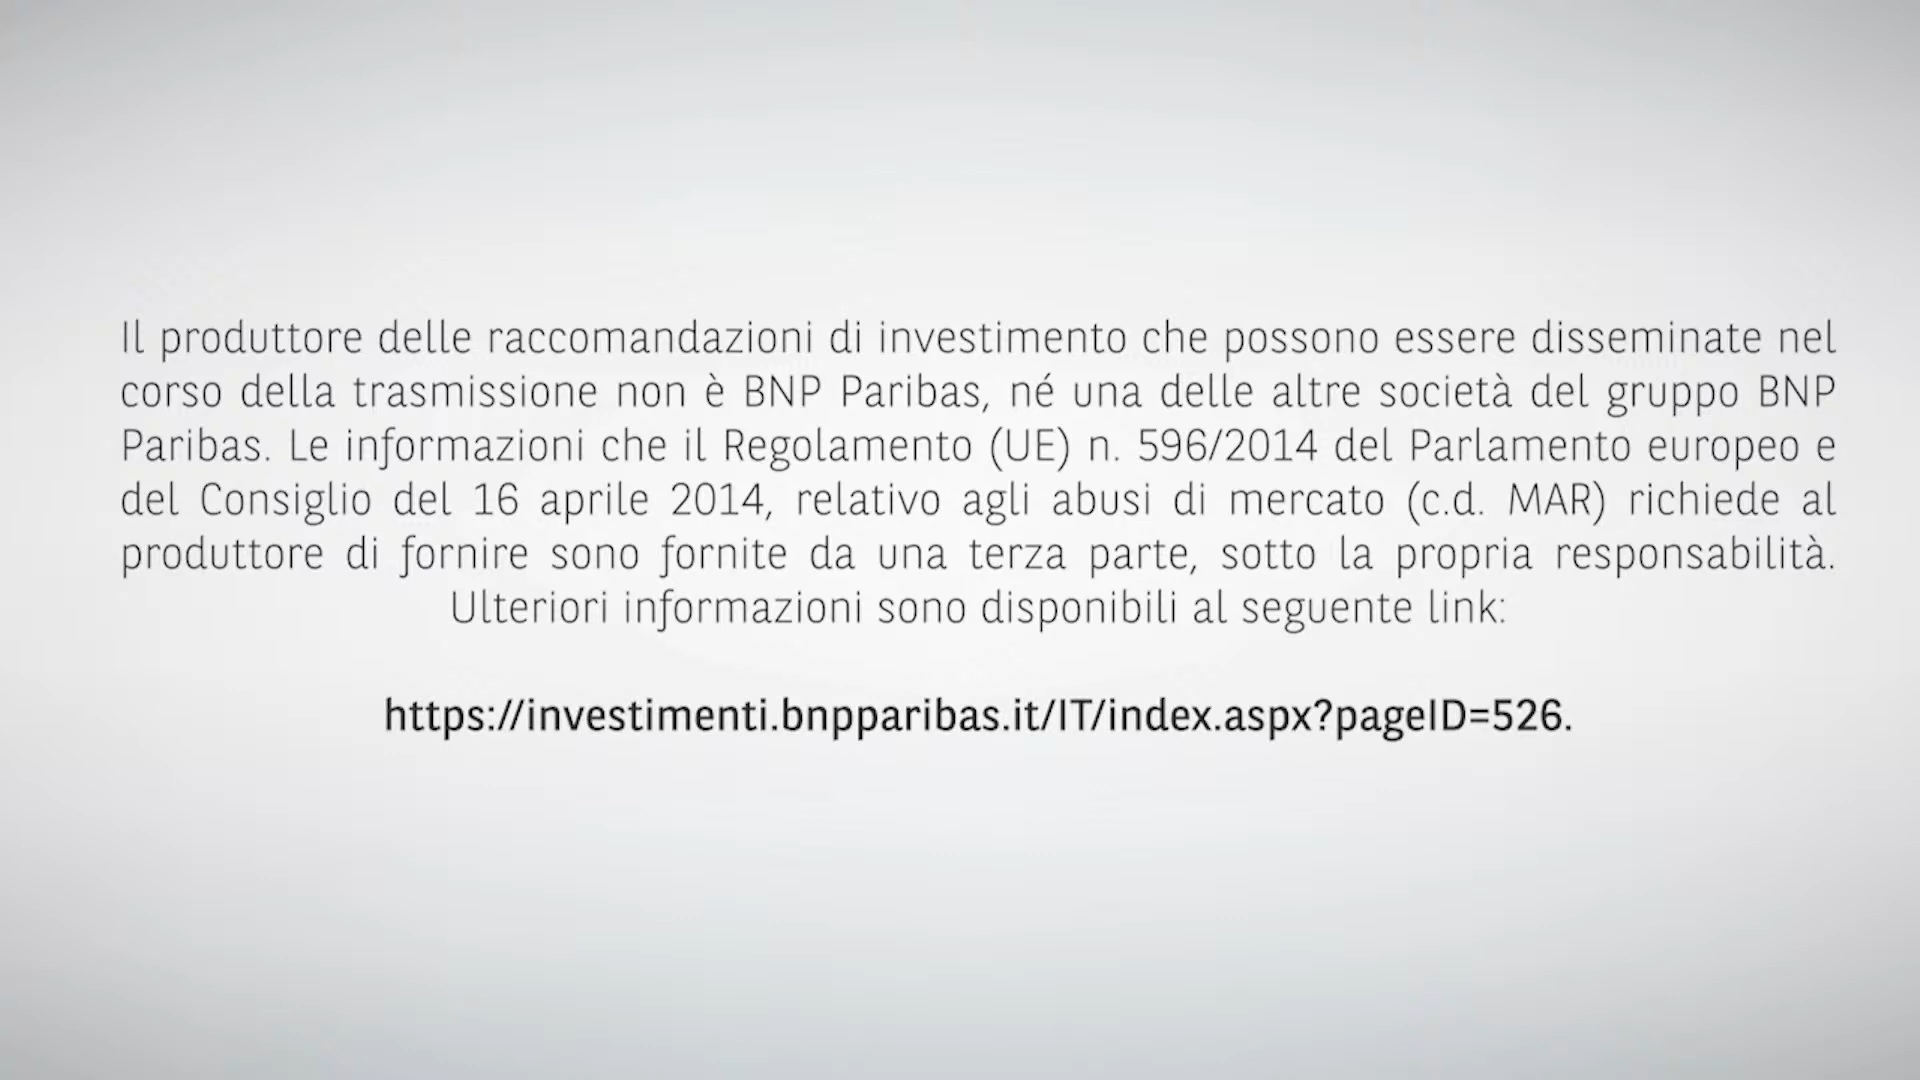 Il produttore delle raccomandazioni di investimento che possono essere disseminate nel
corso della trasmissione non è BNP Paribas, né una delle altre società del gruppo BNP
Paribas. Le informazioni che il Regolamento (UE) n. 596/2014 del Parlamento europeo e
del Consiglio del 16 aprile 2014, relativo agli abusi di mercato (c.d. MAR) richiede al
produttore di fornire sono fornite da una terza parte, sotto la propria responsabilità.
Ulteriori informazioni sono disponibili al seguente link:
https://investimenti.bnpparibas.it/IT/index.aspx?pageID=526.